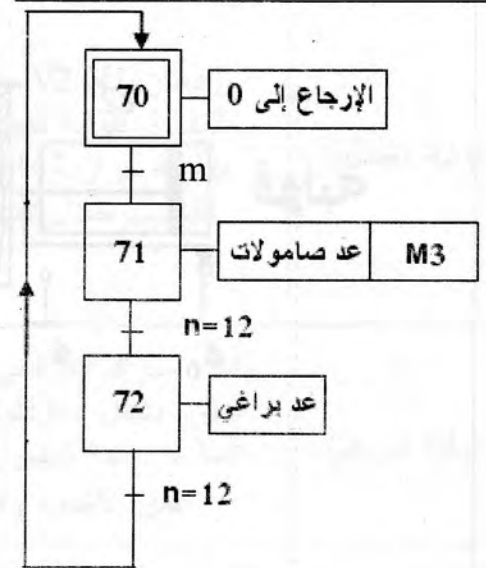 70
الإرجاع إلى 0
m
71
عد صامولات
M3
n=12
72
عد براغي
n=12